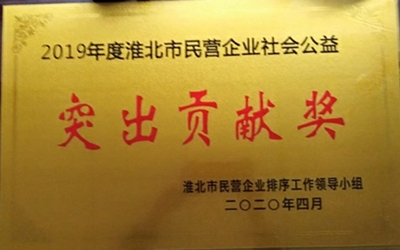 2019年度淮北市民营企业社会公益
突出贡献奖
淮北市民营企业排序工作领导小组
二〇二〇年四月